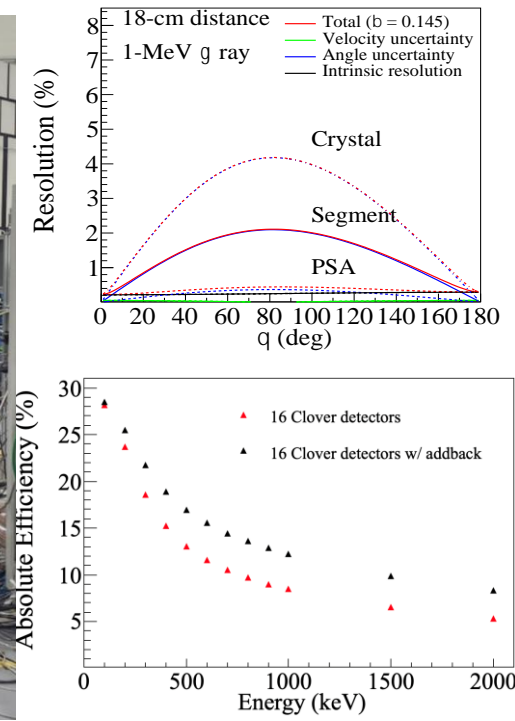 18-cm distance
1-MeV g ray
Total (b = 0.145)
Velocity uncertainty
Angle uncertainty
Intrinsic resolution
Resolution (%)
8
7
6
5
4
3
2
1
Crystal
Segment
PSA
0 20 40 60 80 100 120 140 160 180
q (deg)
Absolute Efficiency (%)
30
25
20
15
10
5
16 Clover detectors
16 Clover detectors w/ addback
0 500 1000 1500 2000
Energy (keV)